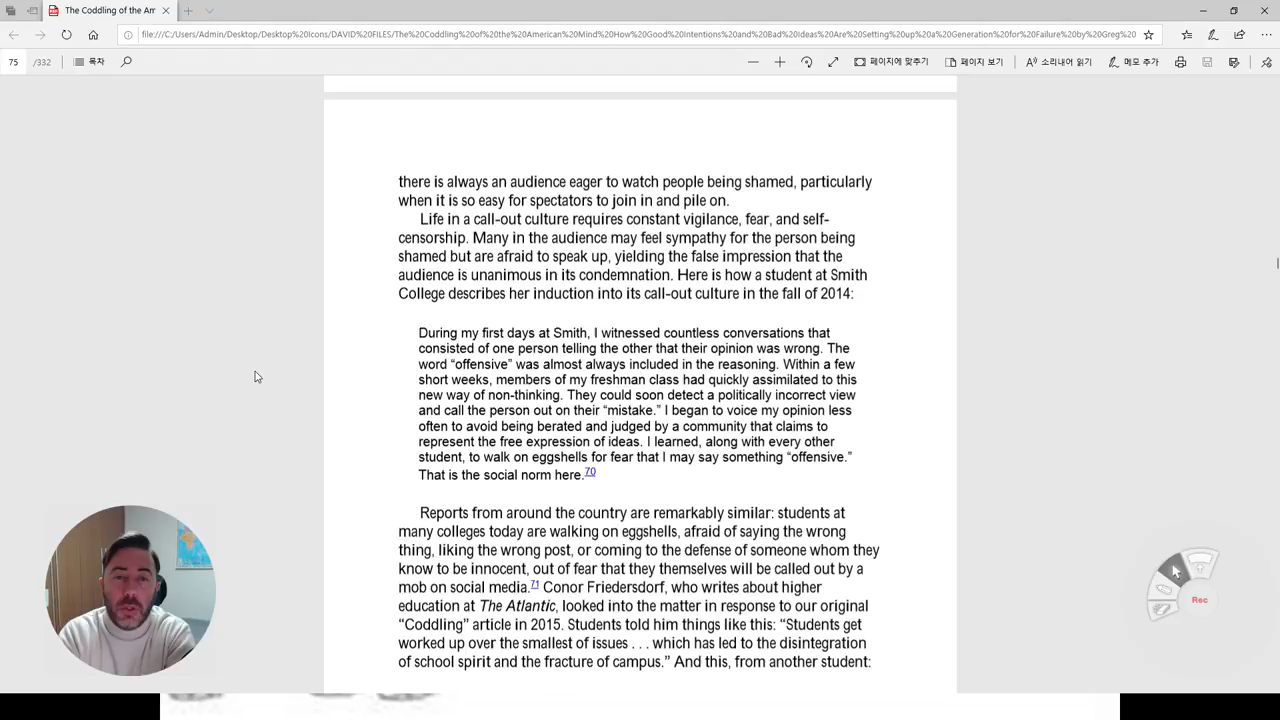 The Coddling of the Am
file:///C:/Users/Admin/Desktop/Desktop%20Icons/DAVID%20FILES/The%20Coddling%20of%20the%20American%20Mind%20How%20Good%20Intentions%20and%20Bad%20Ideas%20Are%20Setting%20up%20a%20Generation%20for%20Failure%20by%20Greg%20
75 /332 목차 페이지에 맞추기 페이지 보기 소리내어 읽기 메모 추가
there is always an audience eager to watch people being shamed, particularly
when it is so easy for spectators to join in and pile on.
Life in a call-out culture requires constant vigilance, fear, and self-
censorship. Many in the audience may feel sympathy for the person being
shamed but are afraid to speak up, yielding the false impression that the
audience is unanimous in its condemnation. Here is how a student at Smith
College describes her induction into its call-out culture in the fall of 2014:
During my first days at Smith, I witnessed countless conversations that
consisted of one person telling the other that their opinion was wrong. The
word “offensive” was almost always included in the reasoning. Within a few
short weeks, members of my freshman class had quickly assimilated to this
new way of non-thinking. They could soon detect a politically incorrect view
and call the person out on their “mistake.” I began to voice my opinion less
often to avoid being berated and judged by a community that claims to
represent the free expression of ideas. I learned, along with every other
student, to walk on eggshells for fear that I may say something “offensive.”
That is the social norm here.70
Reports from around the country are remarkably similar: students at
many colleges today are walking on eggshells, afraid of saying the wrong
thing, liking the wrong post, or coming to the defense of someone whom they
know to be innocent, out of fear that they themselves will be called out by a
mob on social media.71 Conor Friedersdorf, who writes about higher
education at The Atlantic, looked into the matter in response to our original
“Coddling” article in 2015. Students told him things like this: “Students get
worked up over the smallest of issues . . . which has led to the disintegration
of school spirit and the fracture of campus.” And this, from another student:
Rec